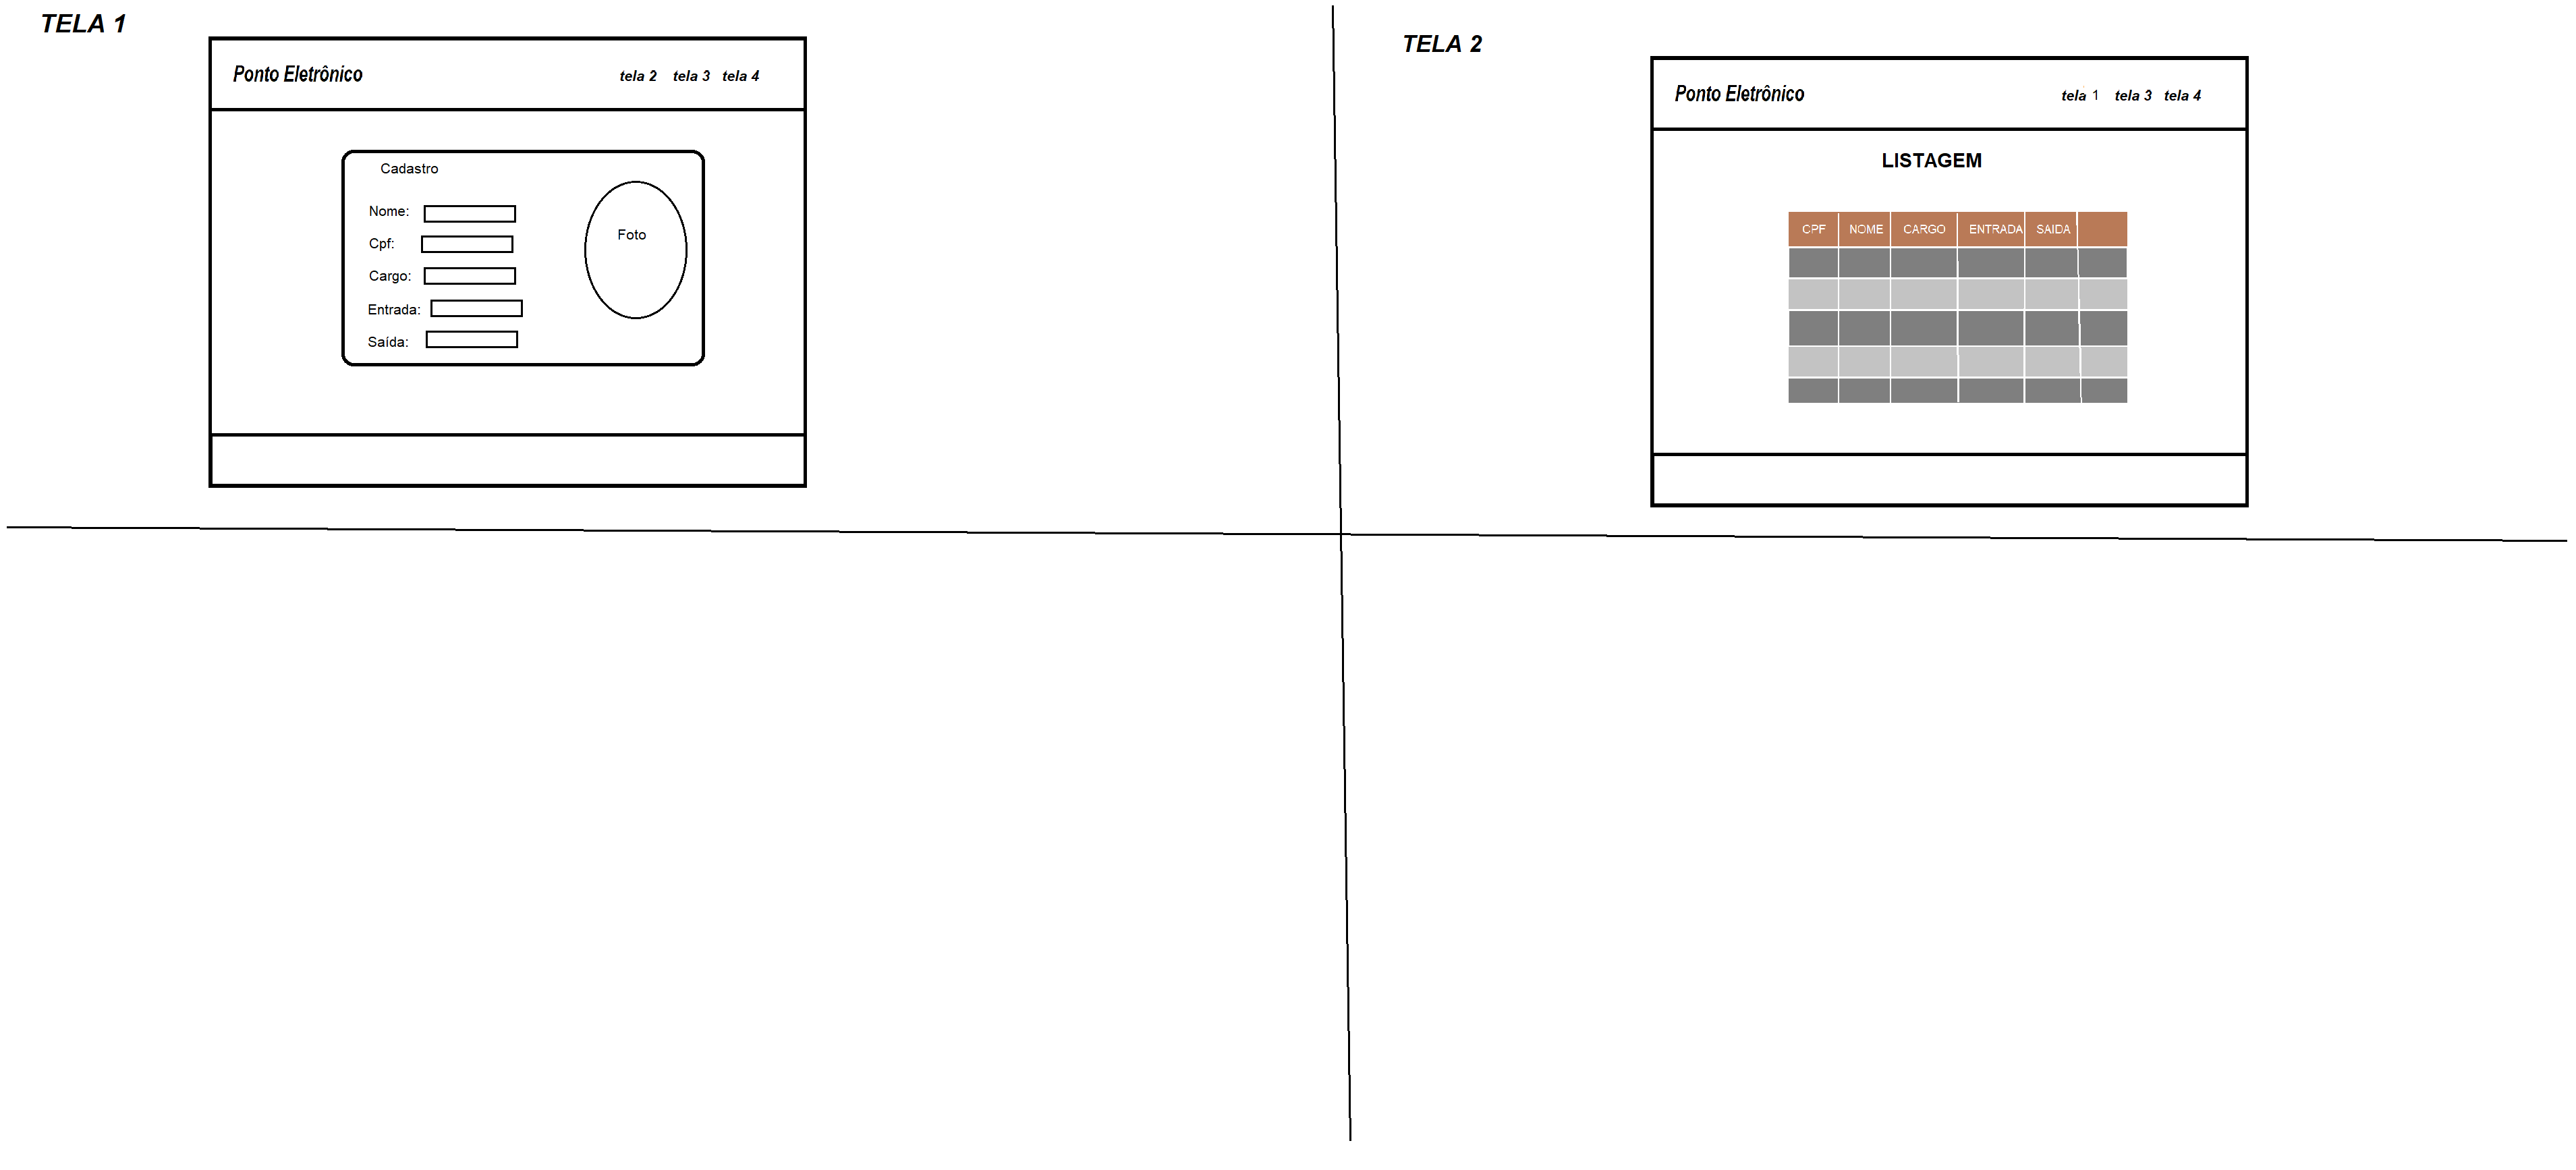 TELA 1
Ponto Eletrônico
tela 2 tela 3 tela 4
Cadastro
Nome:
Cpf:
Cargo:
Entrada:
Saída:
Foto
TELA 2
Ponto Eletrônico
tela 1 tela 3 tela 4
LISTAGEM
CPF NOME CARGO ENTRADA SAIDA